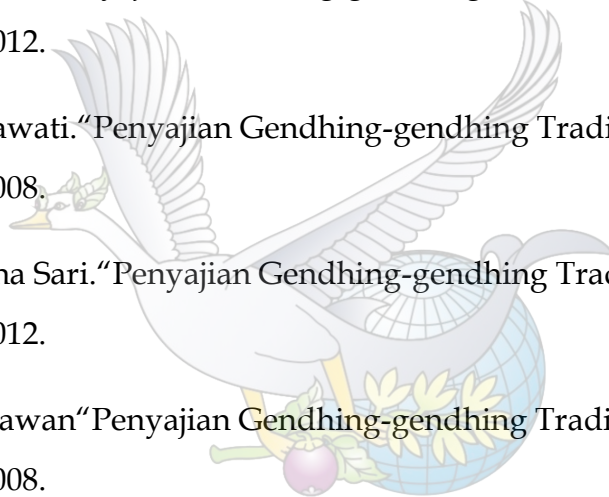 012.
awati.“Penyajian Gendhing-gendhing Tradi
008.
na Sari.“Penyajian Gendhing-gendhing Trad
012.
awan“Penyajian Gendhing-gendhing Tradi
008.